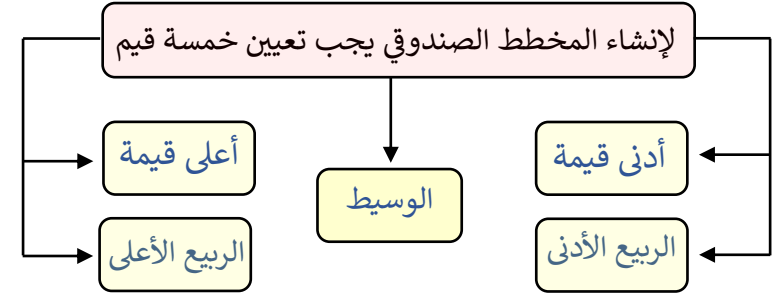 لإنشاء المخطط الصندوقي يجب تعيين خمسة قيم
أدنى قيمة
أعلى قيمة
الوسيط
الربيع الأدنى
الربيع الأعلى